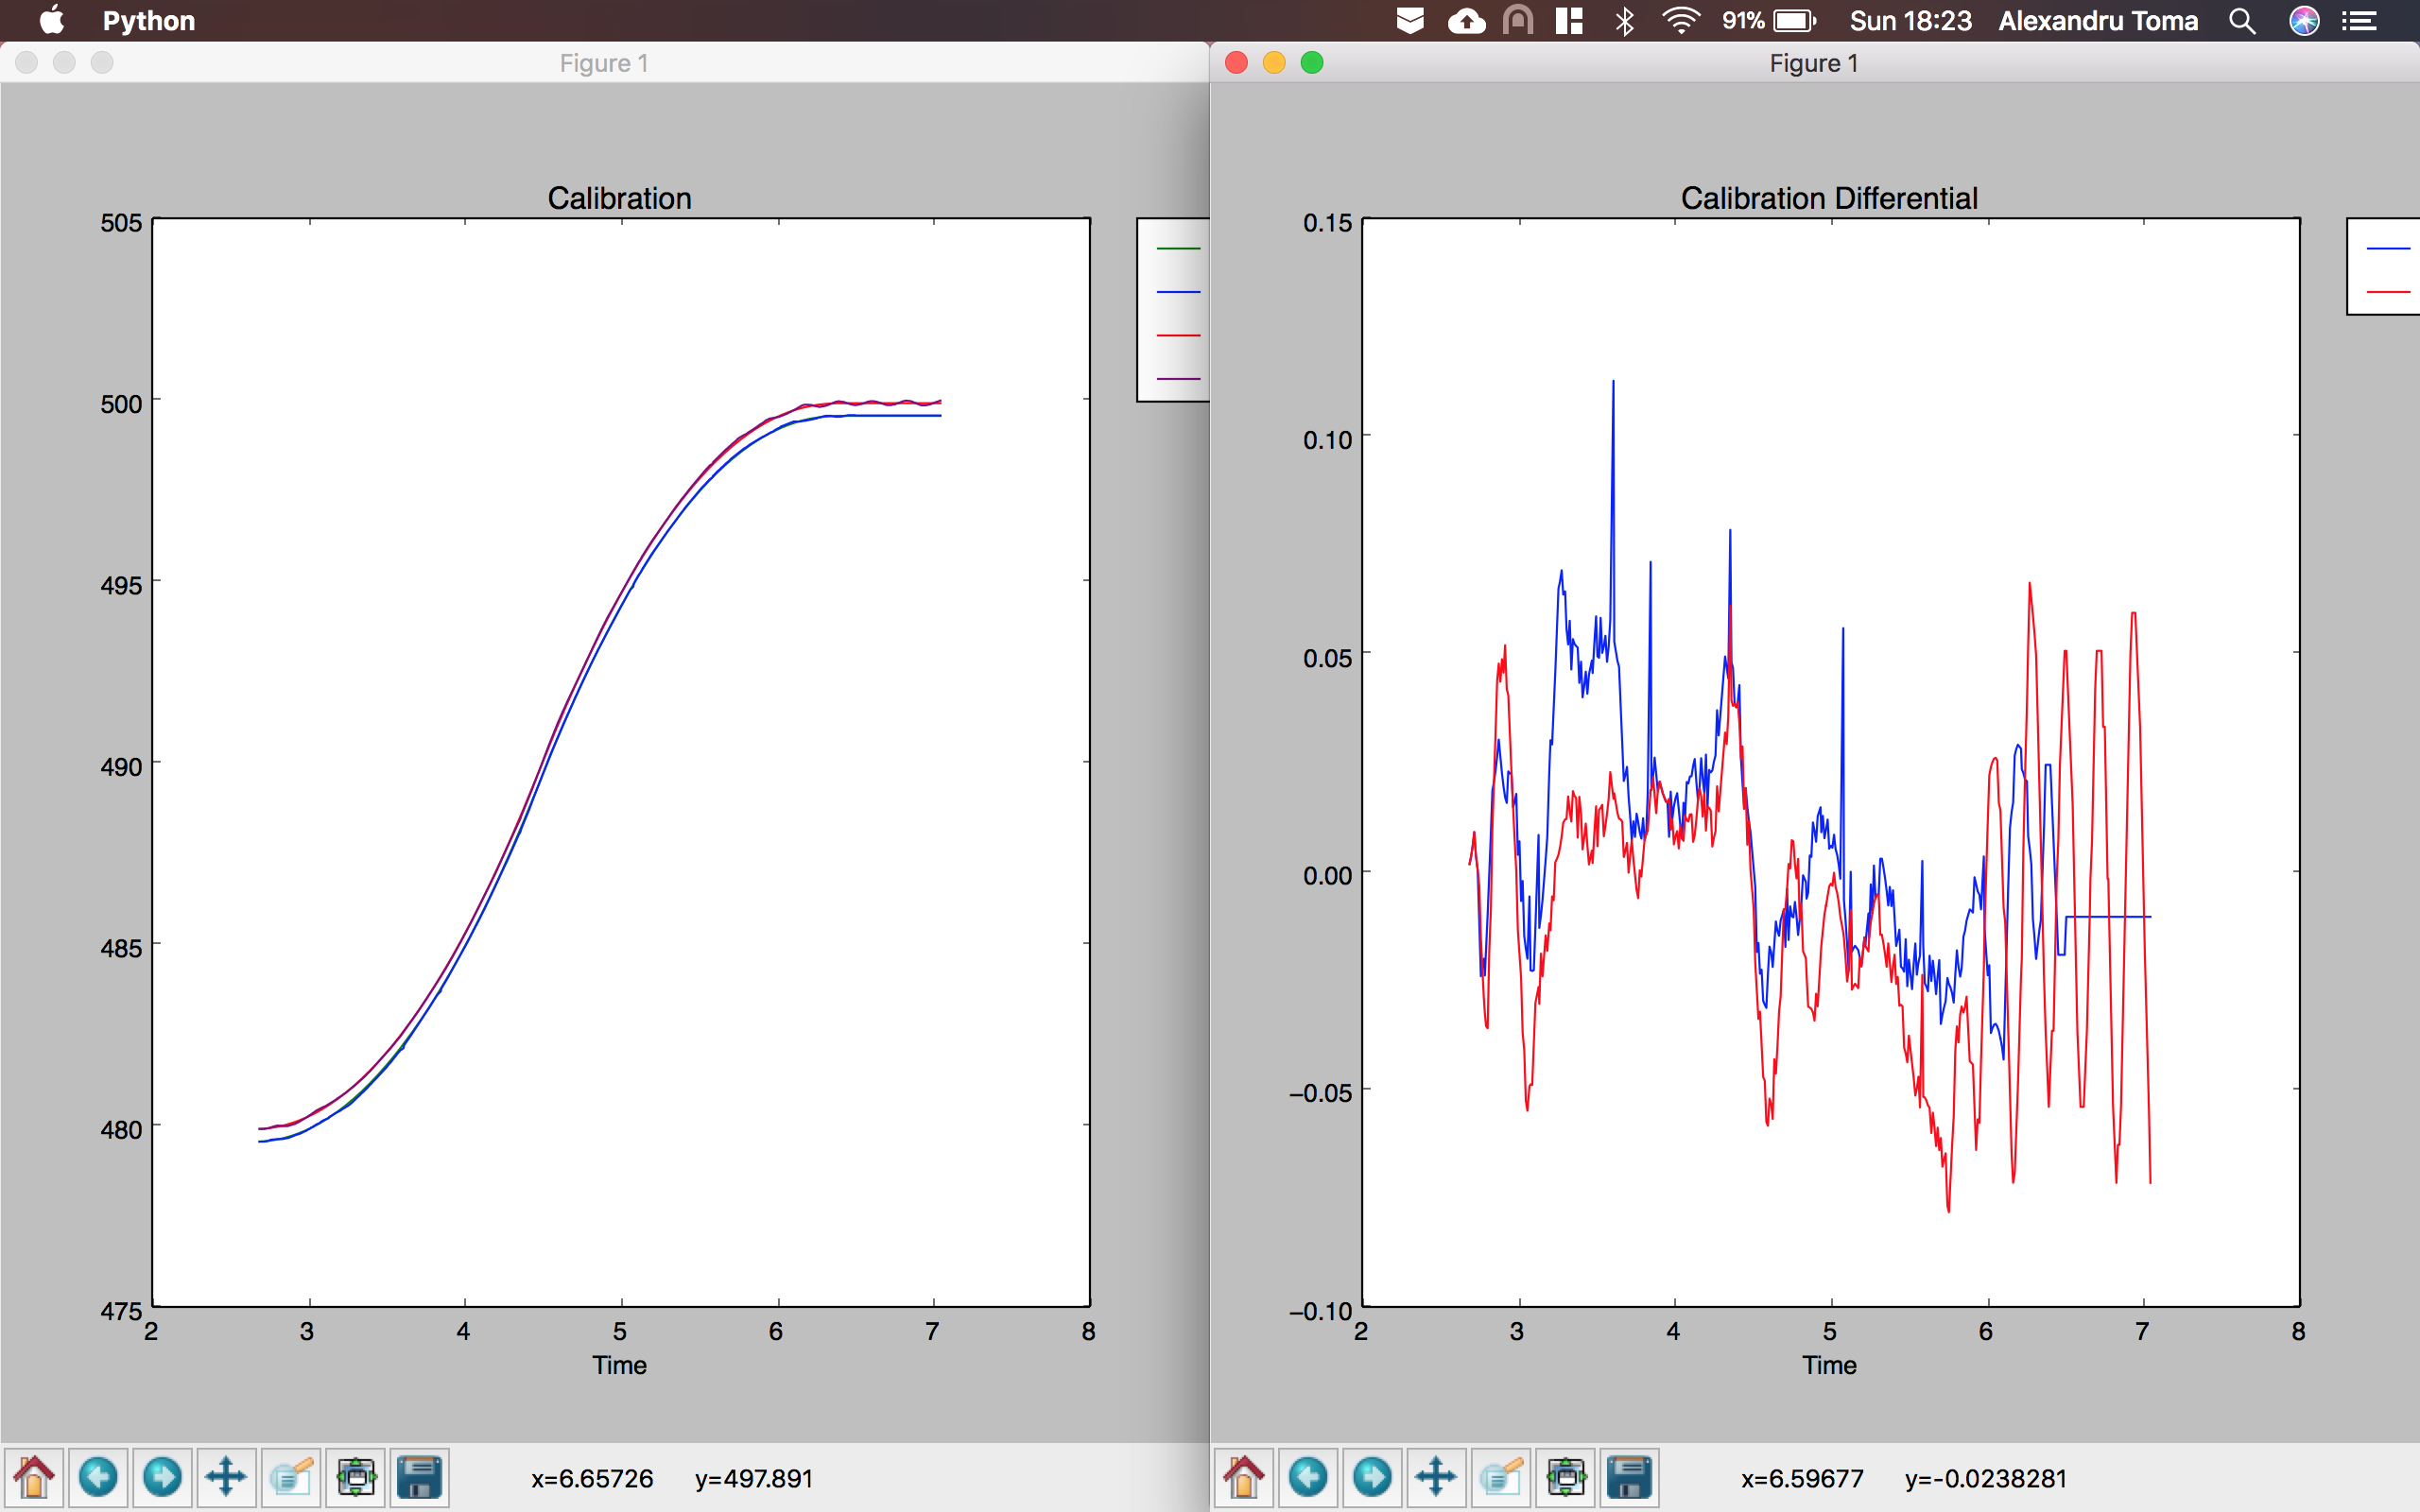 Python
91%
Sun 18:23
Alexandru Toma
Figure 1
Calibration
505
500
495
490
485
480
475
2 3 4 5 6 7 8
Time
x=6.65726 y=497.891
Figure 1
Calibration Differential
0.15
0.10
0.05
0.00
−0.05
−0.10
2 3 4 5 6 7 8
Time
x=6.59677 y=-0.0238281